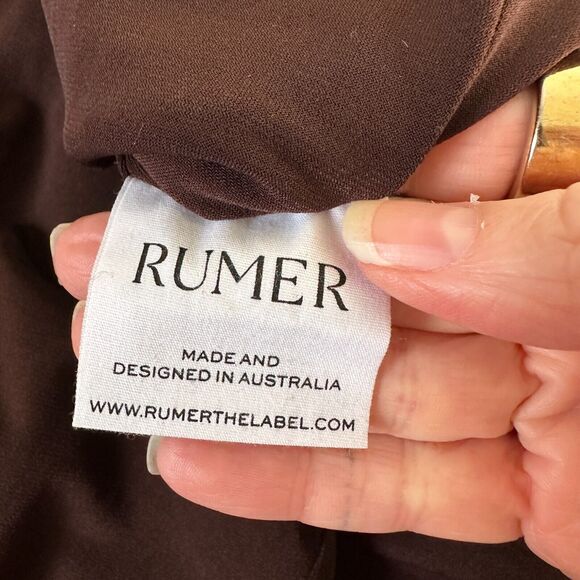 RUMER
MADE AND
DESIGNED IN AUSTRALIA
WWW.RUMERTHELABEL.COM